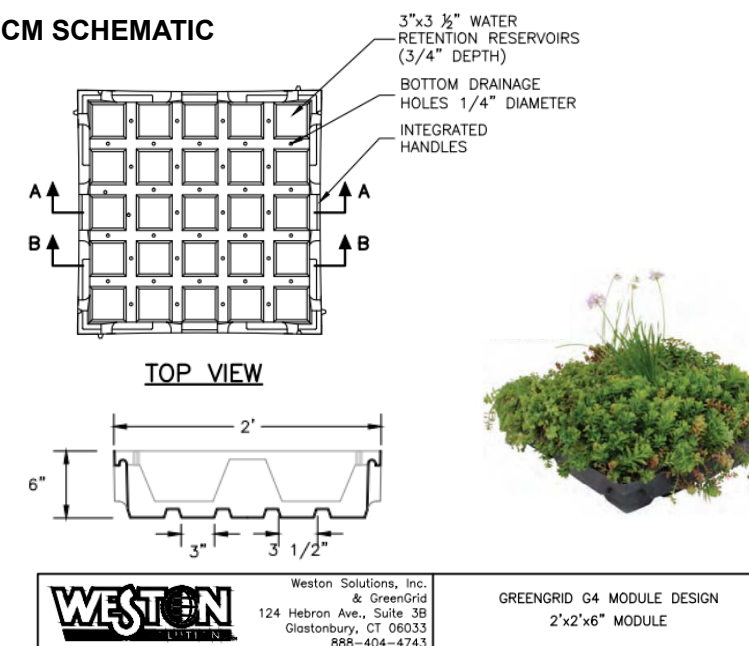 CM SCHEMATIC
3"x3 ½" WATER
RETENTION RESERVOIRS
(3/4" DEPTH)
BOTTOM DRAINAGE
HOLES 1/4" DIAMETER
INTEGRATED
HANDLES
A
A
B
B
TOP VIEW
2'
6"
3"
3 1/2"
WESTON
Weston Solutions, Inc.
& GreenGrid
124 Hebron Ave., Suite 3B
Glastonbury, CT 06033
888-404-4743
GREENGRID G4 MODULE DESIGN
2'x2'x6" MODULE